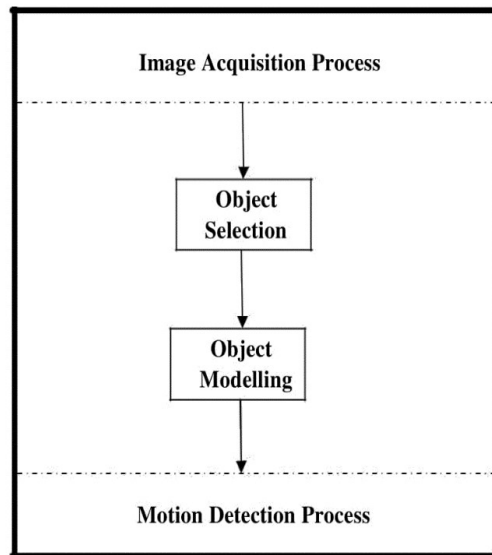 Image Acquisition Process
Object
Selection
Object
Modelling
Motion Detection Process